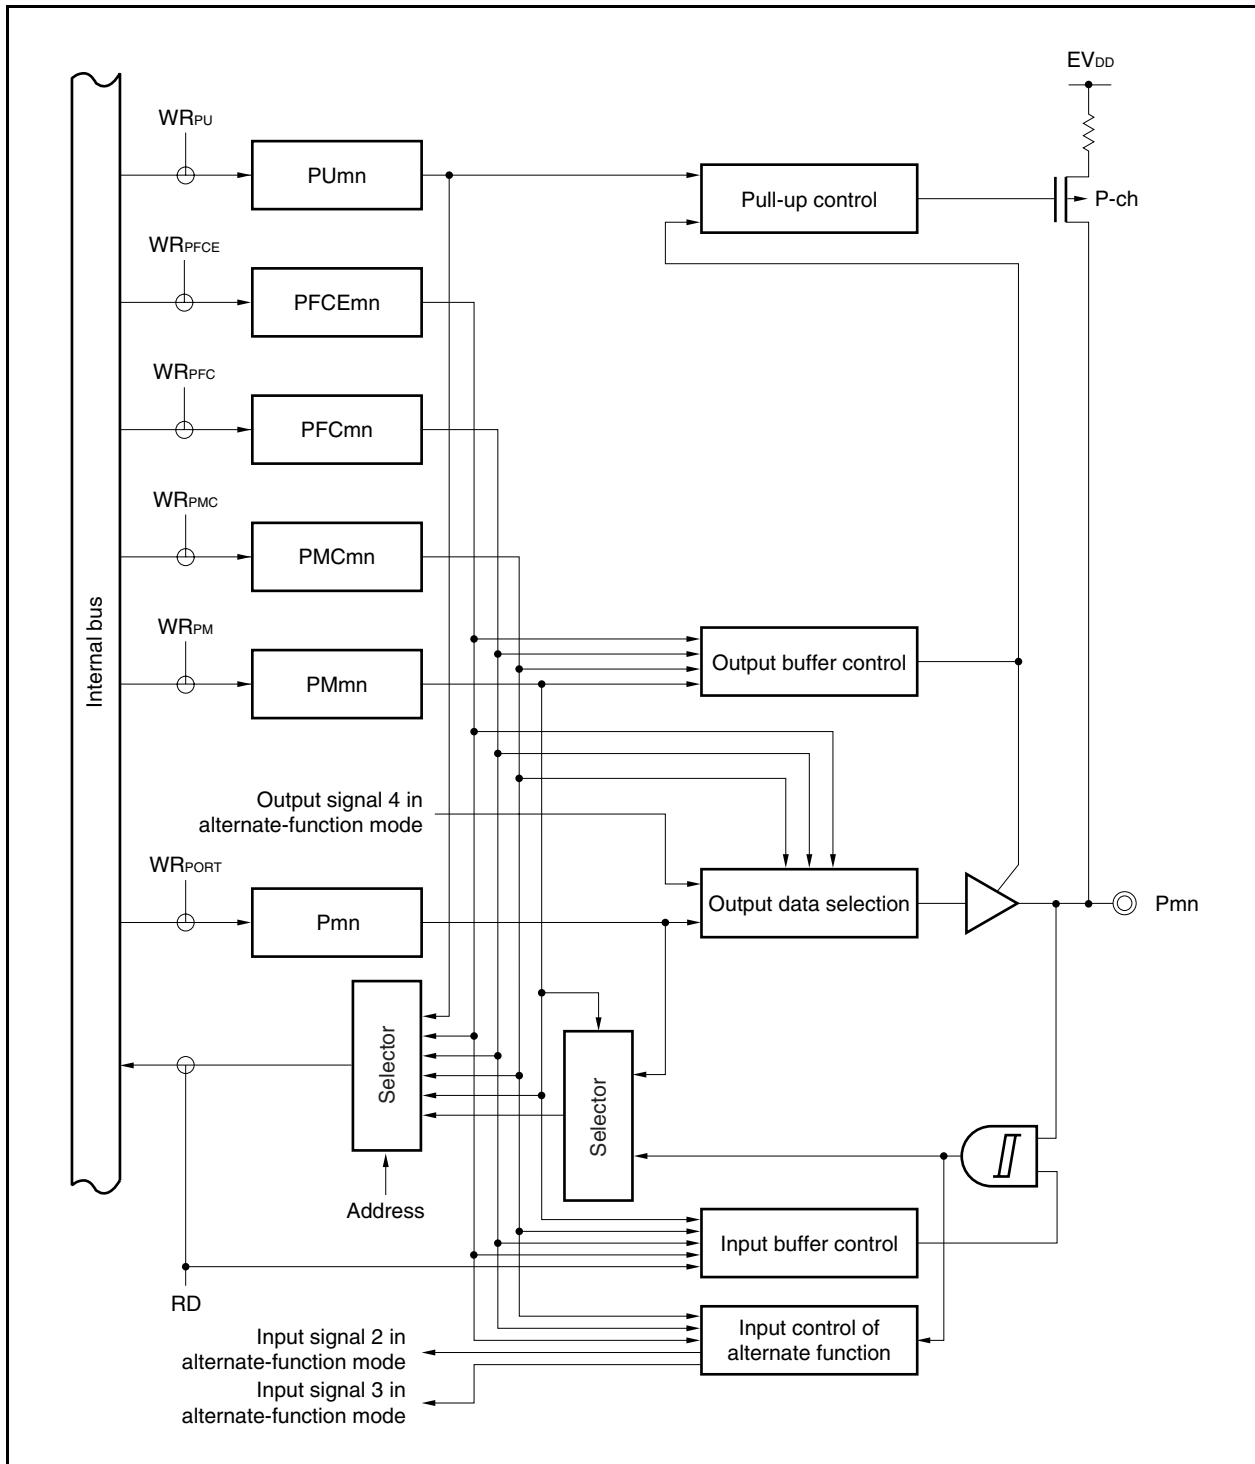 EVDD
WRPU
PUmn
Pull-up control
P-ch
WRPFCE
PFCEmn
WRPFC
PFCmn
WRPMC
PMCmn
Internal bus
WRPM
PMmn
Output buffer control
Output signal 4 in
alternate-function mode
WRPORT
Pmn
Output data selection
Pmn
Selector
Selector
Address
Input buffer control
RD
Input control of
alternate function
Input signal 2 in
alternate-function mode
Input signal 3 in
alternate-function mode